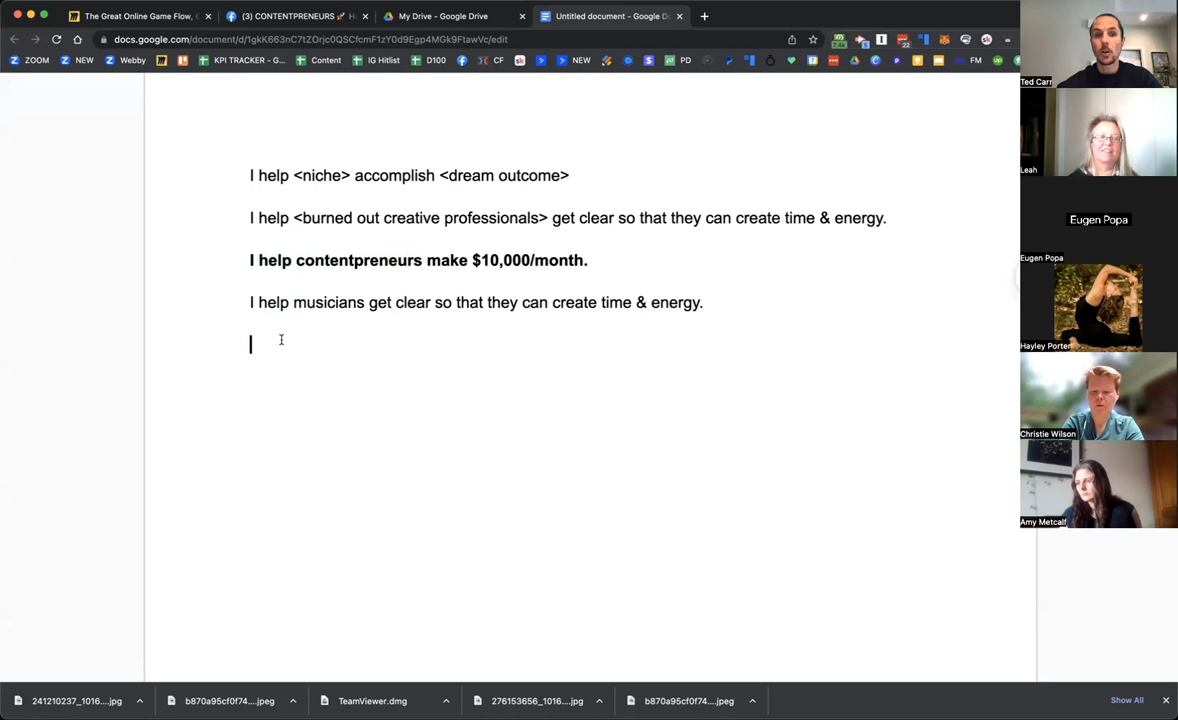 The Great Online Game Flow, C
(3) CONTENTPRENEURS 🚀 H
My Drive - Google Drive
Untitled document - Google D
docs.google.com/document/d/1gkK663nC7tZOrjc0QSCfcmF1zY0d9Egp4MGk9FtawVc/edit
ZOOM
NEW
Webby
KPI TRACKER - G...
Content
IG Hitlist
D100
CF
NEW
PD
FM
Ted Carr
I help <niche> accomplish <dream outcome>
Leah
I help <burned out creative professionals> get clear so that they can create time & energy.
Eugen Popa
Eugen Popa
I help contentpreneurs make $10,000/month.
I help musicians get clear so that they can create time & energy.
Hayley Porter
Christie Wilson
Amy Metcalf
241210237_1016....jpg
b870a95cf0f74....jpeg
TeamViewer.dmg
276153656_1016....jpg
b870a95cf0f74....jpeg
Show All